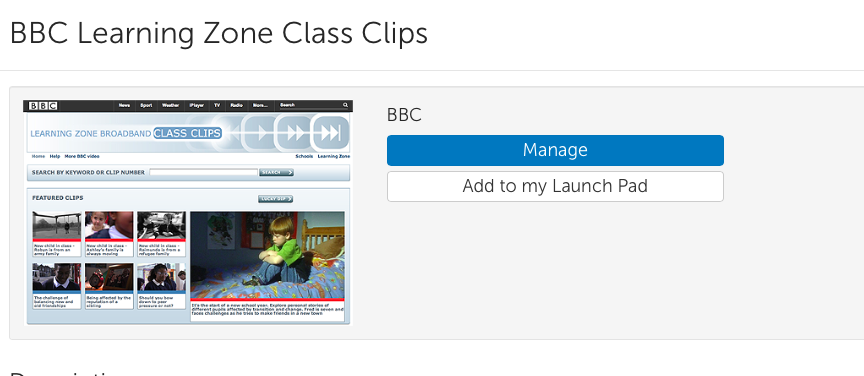 BBC Learning Zone Class Clips
BBC
News Sport Weather iPlayer TV Radio More... Search
LEARNING ZONE BROADBAND CLASS CLIPS
Home Help More BBC video
Schools Learning Zone
SEARCH BY KEYWORD OR CLIP NUMBER
SEARCH
FEATURED CLIPS
LUCKY DIP
New child in class -
Robyn is from an
army family
New child in class -
Ashley's family is
always moving
New child in class -
Raimunds is from a
refugee family
The challenge of
balancing new and
old friendships
Being affected by the
reputation of a
sibling
Should you bow
down to peer
pressure or not?
It's the start of a new school year. Explore personal stories of
different pupils affected by transition and change. Fred is seven and
faces challenges as he tries to make friends in a new town
BBC
Manage
Add to my Launch Pad